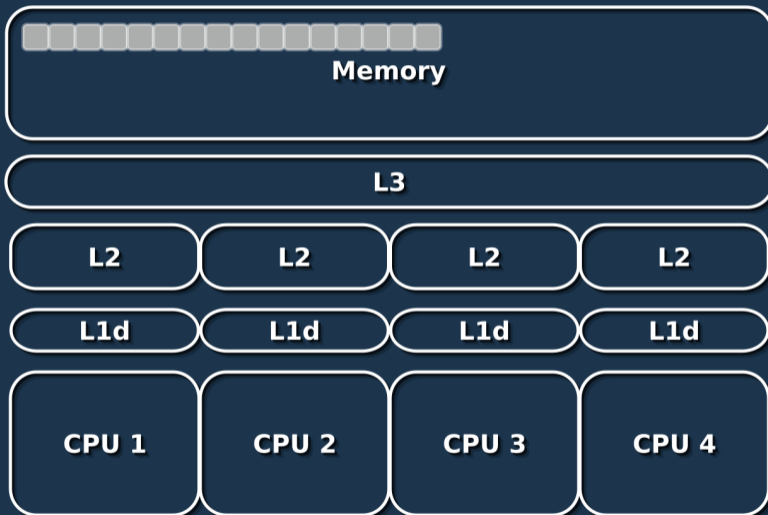 Memory
L3
L2 L2 L2 L2
L1d L1d L1d L1d
CPU 1 CPU 2 CPU 3 CPU 4